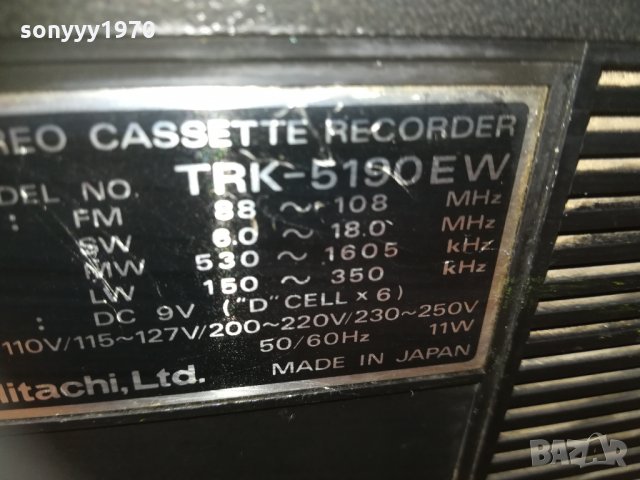 sonyyy1970
REO CASSETTE RECORDER
DEL NO. TRK-5190EW
: FM 88 ~ 108 MHz
SW 6.0 ~ 18.0 MHz
MW 530 ~ 1605 kHz
LW 150 ~ 350 kHz
: DC 9V ("D" CELL × 6)
110V/115~127V/200~220V/230~250V
50/60Hz 11W
Hitachi, Ltd. MADE IN JAPAN
BAZAR